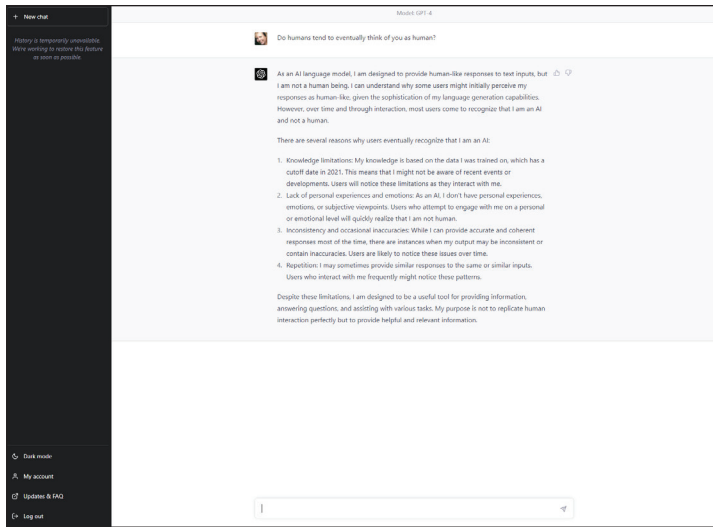 + New chat
History is temporarily unavailable.
We're working to restore this feature
as soon as possible.
Dark mode
My account
Updates & FAQ
Log out
Model: GPT-4
Do humans tend to eventually think of you as human?
As an AI language model, I am designed to provide human-like responses to text inputs, but
I am not a human being. I can understand why some users might initially perceive my
responses as human-like, given the sophistication of my language generation capabilities.
However, over time and through interaction, most users come to recognize that I am an AI
and not a human.
There are several reasons why users eventually recognize that I am an AI:
1. Knowledge limitations: My knowledge is based on the data I was trained on, which has a
cutoff date in 2021. This means that I might not be aware of recent events or
developments. Users will notice these limitations as they interact with me.
2. Lack of personal experiences and emotions: As an AI, I don't have personal experiences,
emotions, or subjective viewpoints. Users who attempt to engage with me on a personal
or emotional level will quickly realize that I am not human.
3. Inconsistency and occasional inaccuracies: While I can provide accurate and coherent
responses most of the time, there are instances when my output may be inconsistent or
contain inaccuracies. Users are likely to notice these issues over time.
4. Repetition: I may sometimes provide similar responses to the same or similar inputs.
Users who interact with me frequently might notice these patterns.
Despite these limitations, I am designed to be a useful tool for providing information,
answering questions, and assisting with various tasks. My purpose is not to replicate human
interaction perfectly but to provide helpful and relevant information.